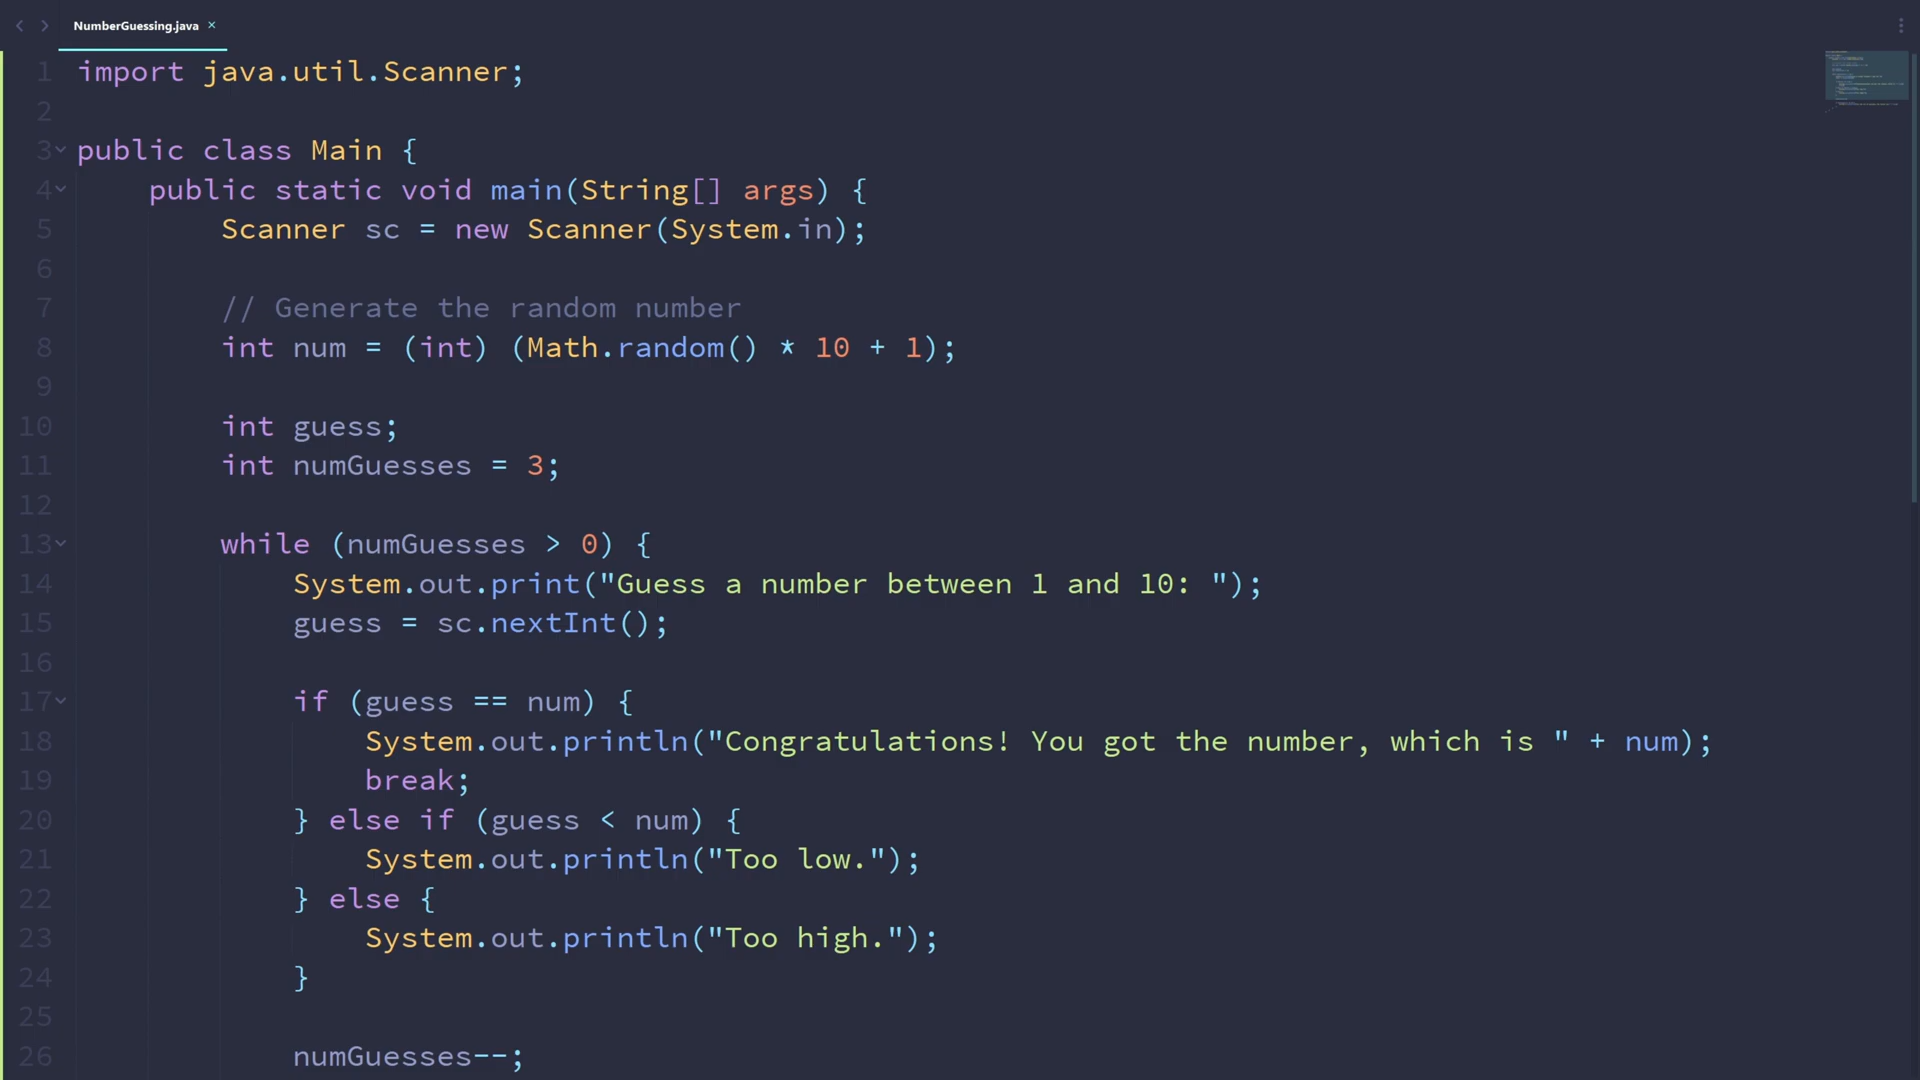 NumberGuessing.java ×
1 import java.util.Scanner;
2
3 public class Main {
4 public static void main(String[] args) {
5 Scanner sc = new Scanner(System.in);
6
7 // Generate the random number
8 int num = (int) (Math.random() * 10 + 1);
9
10 int guess;
11 int numGuesses = 3;
12
13 while (numGuesses > 0) {
14 System.out.print("Guess a number between 1 and 10: ");
15 guess = sc.nextInt();
16
17 if (guess == num) {
18 System.out.println("Congratulations! You got the number, which is " + num);
19 break;
20 } else if (guess < num) {
21 System.out.println("Too low.");
22 } else {
23 System.out.println("Too high.");
24 }
25
26 numGuesses--;